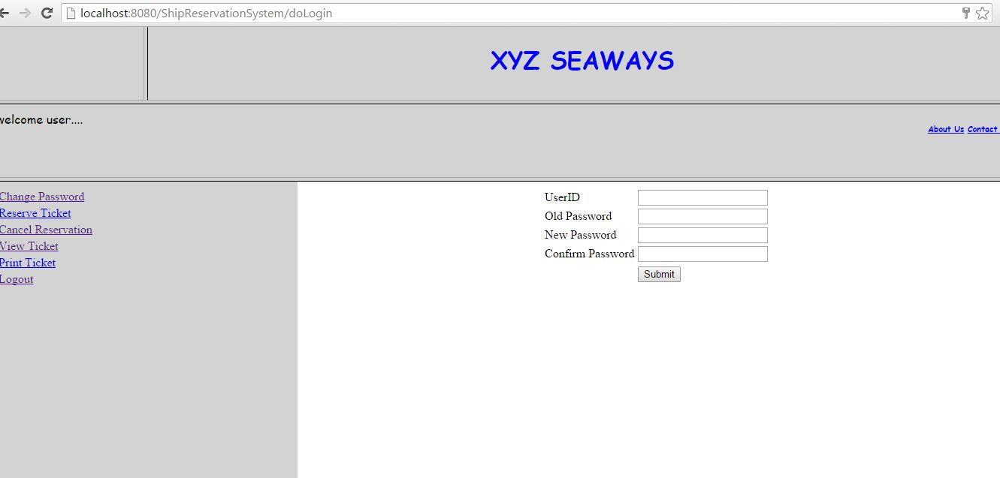 localhost:8080/ShipReservationSystem/doLogin
XYZ SEAWAYS
welcome user....
About Us Contact
Change Password
Reserve Ticket
Cancel Reservation
View Ticket
Print Ticket
Logout
UserID
Old Password
New Password
Confirm Password
Submit